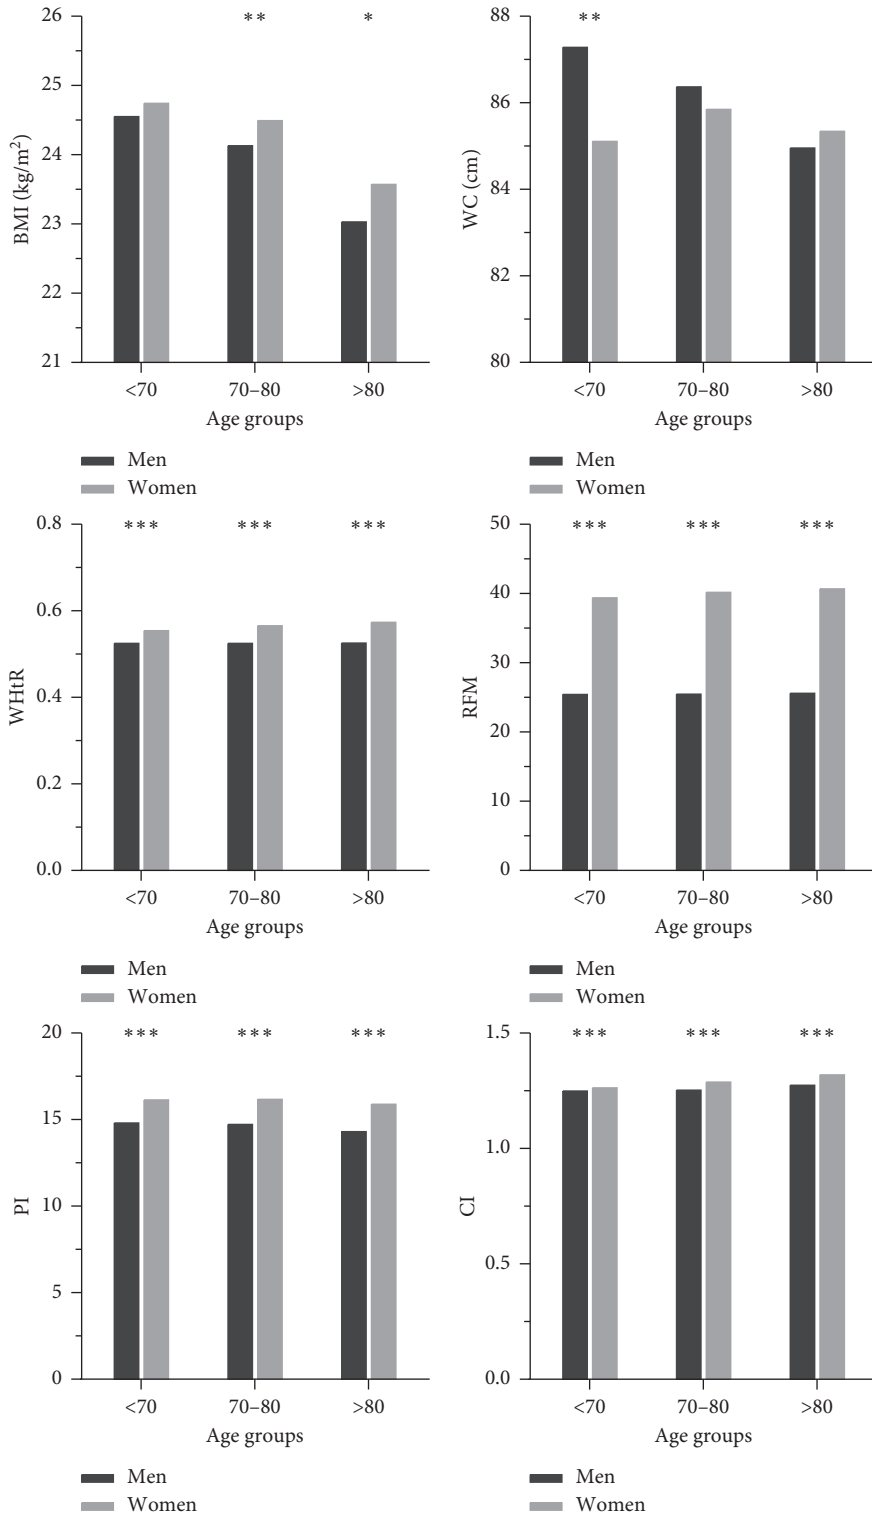 26
25
24
23
22
21
BMI (kg/m²)
** *
<70 70–80 >80
Age groups
Men
Women
88
86
84
82
80
WC (cm)
**
<70 70–80 >80
Age groups
Men
Women
0.8
0.6
0.4
0.2
0.0
WHtR
*** *** ***
<70 70–80 >80
Age groups
Men
Women
50
40
30
20
10
0
RFM
*** *** ***
<70 70–80 >80
Age groups
Men
Women
20
15
10
5
0
PI
*** *** ***
<70 70–80 >80
Age groups
Men
Women
1.5
1.0
0.5
0.0
CI
*** *** ***
<70 70–80 >80
Age groups
Men
Women